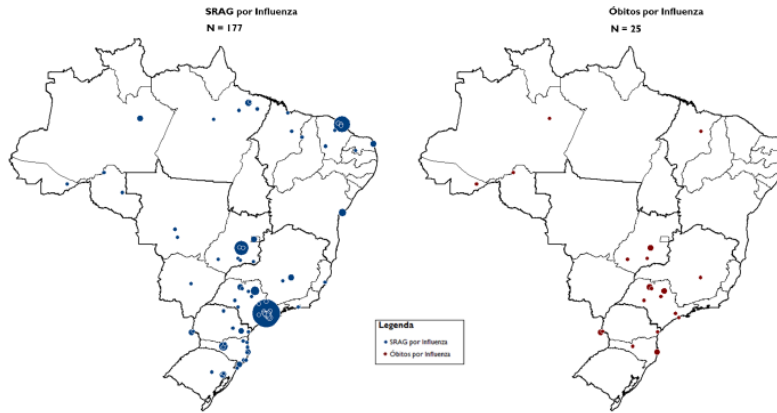 SRAG por Influenza
N = 177
Óbitos por Influenza
N = 25
Legenda
SRAG por Influenza
Óbitos por Influenza